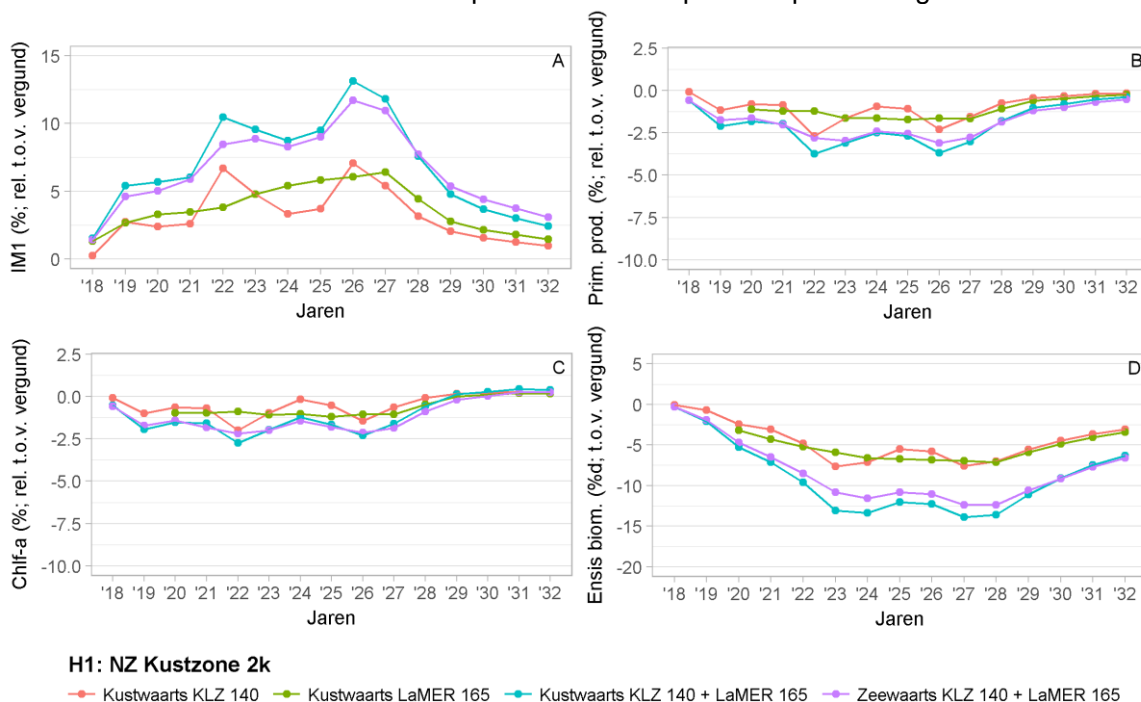 A
IM1 (%; rel. t.o.v. vergund)
15
10
5
0
'18 '19 '20 '21 '22 '23 '24 '25 '26 '27 '28 '29 '30 '31 '32
Jaren
B
Prim. prod. (%; rel. t.o.v. vergund)
2.5
0.0
-2.5
-5.0
-7.5
-10.0
'18 '19 '20 '21 '22 '23 '24 '25 '26 '27 '28 '29 '30 '31 '32
Jaren
C
Chlf-a (%; rel. t.o.v. vergund)
2.5
0.0
-2.5
-5.0
-7.5
-10.0
'18 '19 '20 '21 '22 '23 '24 '25 '26 '27 '28 '29 '30 '31 '32
Jaren
D
Ensis biom. (%d; t.o.v. vergund)
5
0
-5
-10
-15
-20
'18 '19 '20 '21 '22 '23 '24 '25 '26 '27 '28 '29 '30 '31 '32
Jaren
H1: NZ Kustzone 2k
Kustwaarts KLZ 140 Kustwaarts LaMER 165 Kustwaarts KLZ 140 + LaMER 165 Zeewaarts KLZ 140 + LaMER 165